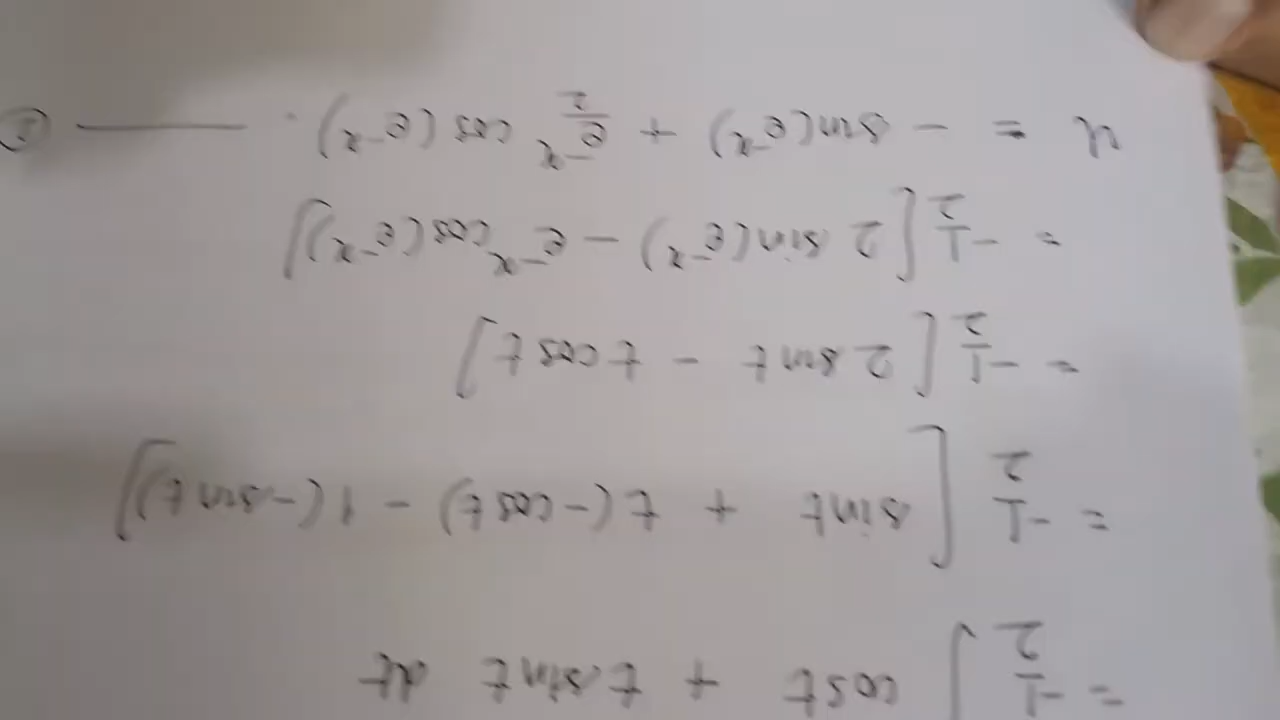 = -1/2 ∫ cost + t.sint dt
= -1/2 [sint + t(-cost) - 1(-sint)]
= -1/2 [2 sint - t cost]
= -1/2 [2 sin(e^-x) - e^-x cos(e^-x)]
u = - sin(e^-x) + e^-x/2 cos(e^-x). —— ②